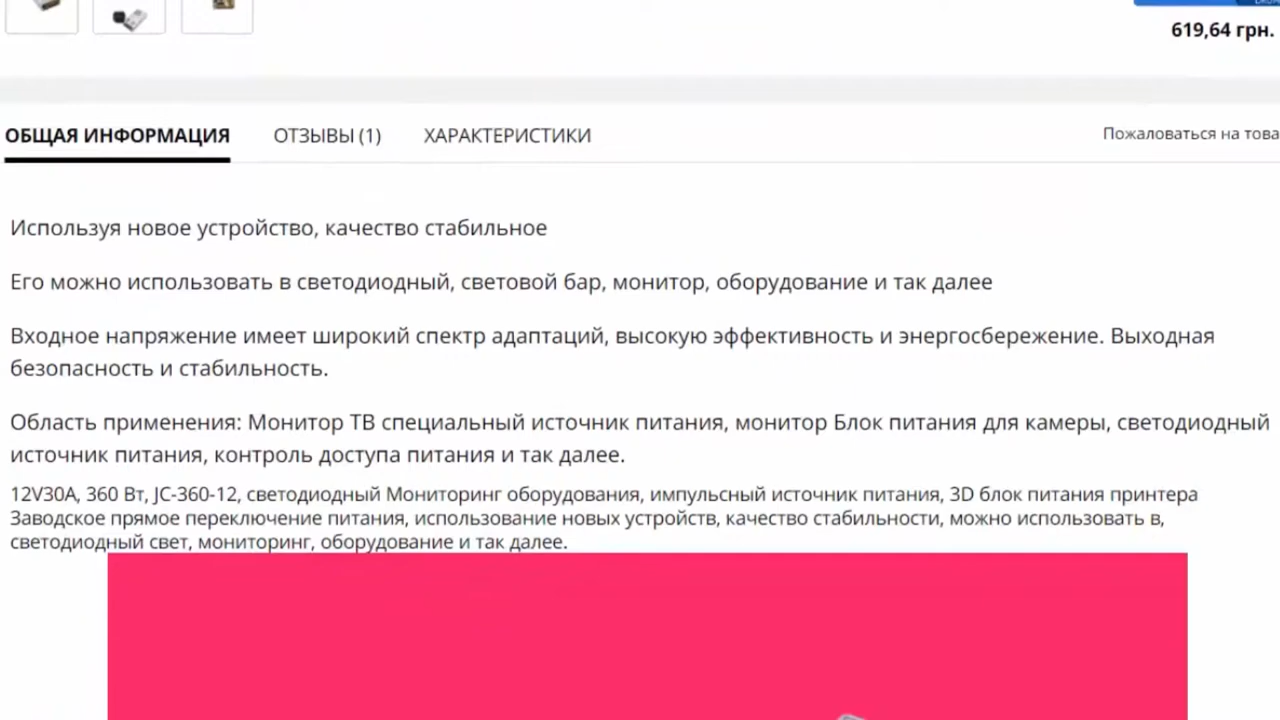 619,64 грн.
ОБЩАЯ ИНФОРМАЦИЯ ОТЗЫВЫ (1) ХАРАКТЕРИСТИКИ Пожаловаться на това
Используя новое устройство, качество стабильное
Его можно использовать в светодиодный, световой бар, монитор, оборудование и так далее
Входное напряжение имеет широкий спектр адаптаций, высокую эффективность и энергосбережение. Выходная
безопасность и стабильность.
Область применения: Монитор ТВ специальный источник питания, монитор Блок питания для камеры, светодиодный
источник питания, контроль доступа питания и так далее.
12V30A, 360 Вт, JC-360-12, светодиодный Мониторинг оборудования, импульсный источник питания, 3D блок питания принтера
Заводское прямое переключение питания, использование новых устройств, качество стабильности, можно использовать в,
светодиодный свет, мониторинг, оборудование и так далее.